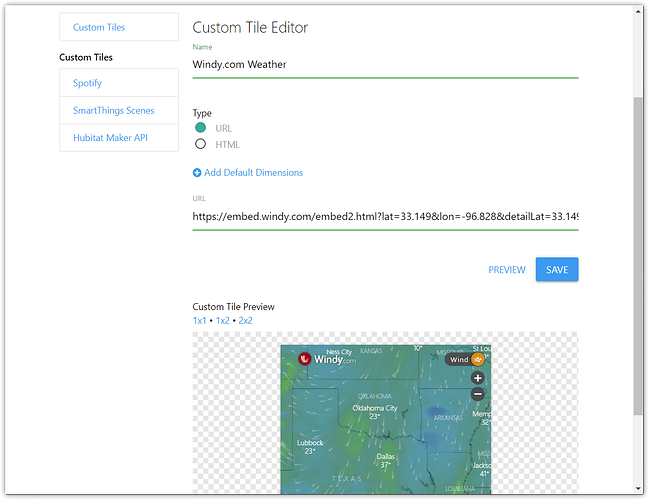 Custom Tiles
Custom Tiles
Spotify
SmartThings Scenes
Hubitat Maker API
Custom Tile Editor
Name
Windy.com Weather
Type
URL
HTML
Add Default Dimensions
URL
https://embed.windy.com/embed2.html?lat=33.149&lon=-96.828&detailLat=33.149
PREVIEW
SAVE
Custom Tile Preview
1x1 • 1x2 • 2x2
Ness City
KANSAS
10°
St Lou
Windy.com
Wind
OKLAHOMA
Oklahoma City
23°
ARKANSAS
Memp
32°
Lubbock
23°
Dallas
37°
MISS
Jackso
41°
TEXAS
LOUISIANA